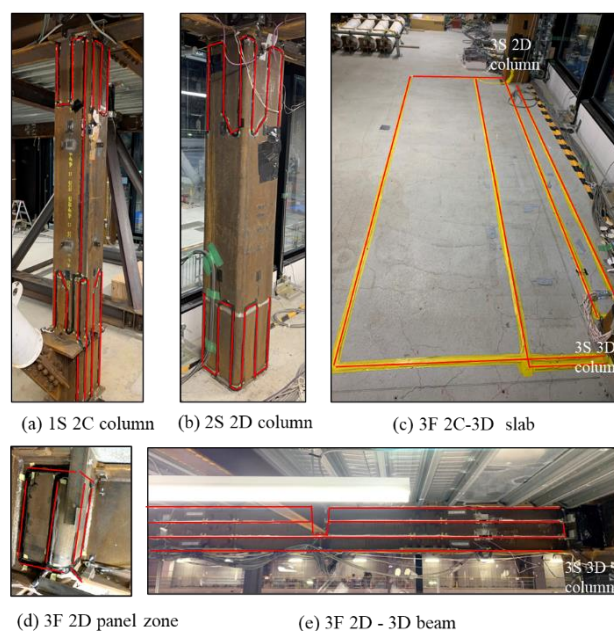 3S 2D
column
3S 3D
column
(a) 1S 2C column
(b) 2S 2D column
(c) 3F 2C-3D slab
3S 3D
column
(d) 3F 2D panel zone
(e) 3F 2D - 3D beam